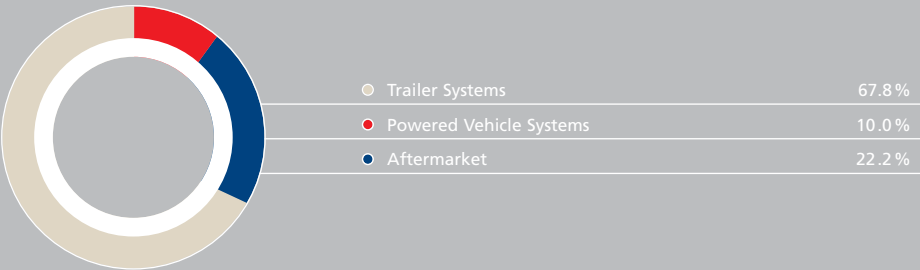 Trailer Systems 67.8 %
Powered Vehicle Systems 10.0 %
Aftermarket 22.2 %